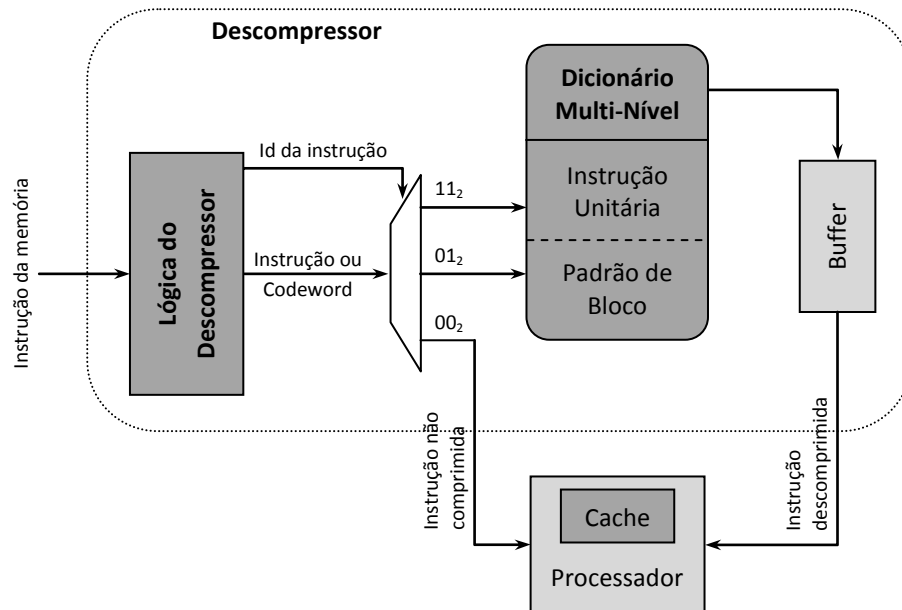 Descompressor
Dicionário
Multi-Nível
Id da instrução
Instrução
Unitária
11₂
Instrução da memória
Lógica do
Descompressor
Instrução ou
Codeword
01₂
Padrão de
Bloco
Buffer
00₂
Instrução não
comprimida
Instrução
descomprimida
Cache
Processador